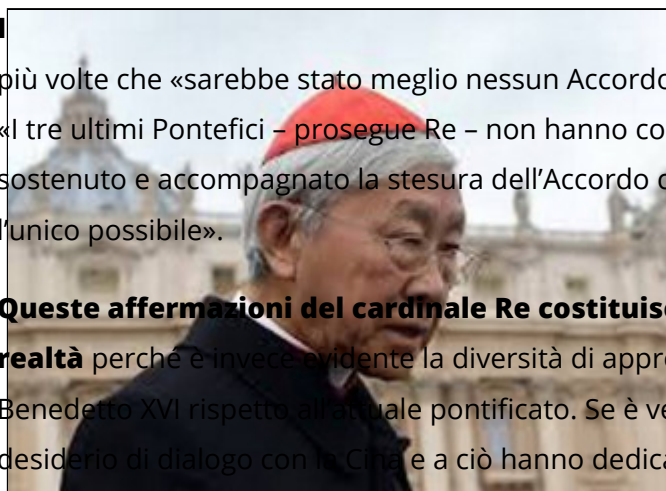 più volte che «sarebbe stato meglio nessun Accordo
«I tre ultimi Pontefici – prosegue Re – non hanno co
sostenuto e accompagnato la stesura dell'Accordo
l'unico possibile».
Queste affermazioni del cardinale Re costituis
realtà perché è invece evidente la diversità di appr
Benedetto XVI rispetto all'attuale pontificato. Se è ve
desiderio di dialogo con la Cina e a ciò hanno dedica